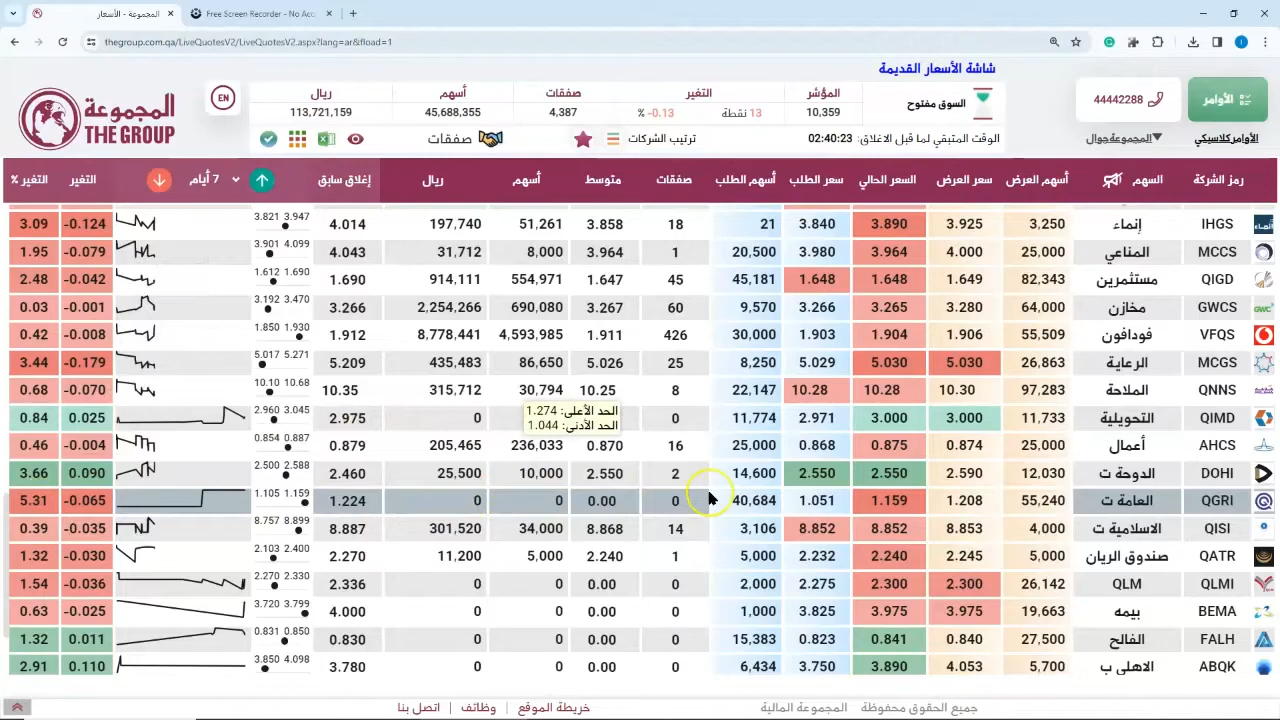 المجموعة - الأسعار
Free Screen Recorder - No Acc
thegroup.com.qa/LiveQuotesV2/LiveQuotesV2.aspx?lang=ar&fload=1
شاشة الأسعار القديمة
الأوامر
44442288
السوق مفتوح
المؤشر
التغير
صفقات
أسهم
ريال
10,359
13 نقطة
-0.13 %
4,387
45,688,355
113,721,159
EN
المجموعة
THE GROUP
الأوامر كلاسيكي
المجموعة جوال
الوقت المتبقي لما قبل الاغلاق: 02:40:23
ترتيب الشركات
صفقات
رمز الشركة السهم أسهم العرض سعر العرض السعر الحالي سعر الطلب أسهم الطلب صفقات متوسط أسهم ريال إغلاق سابق 7 أيام التغير التغير %
IHGS إنماء 3,250 3.925 3.890 3.840 21 18 3.858 51,261 197,740 4.014 3.821 3.947 -0.124 3.09
MCCS المناعي 25,000 4.000 3.964 3.980 20,500 1 3.964 8,000 31,712 4.043 3.901 4.099 -0.079 1.95
QIGD مستثمرين 82,343 1.649 1.648 1.648 45,181 45 1.647 554,971 914,111 1.690 1.612 1.690 -0.042 2.48
GWCS مخازن 64,000 3.280 3.265 3.266 9,570 60 3.267 690,080 2,254,266 3.266 3.192 3.470 -0.001 0.03
VFQS فودافون 55,509 1.906 1.904 1.903 30,000 426 1.911 4,593,985 8,778,441 1.912 1.850 1.930 -0.008 0.42
MCGS الرعاية 26,863 5.030 5.030 5.029 8,250 25 5.026 86,650 435,483 5.209 5.017 5.271 -0.179 3.44
QNNS الملاحة 97,283 10.30 10.28 10.28 22,147 8 10.25 30,794 315,712 10.35 10.10 10.68 -0.070 0.68
QIMD التحويلية 11,733 3.000 3.000 2.971 11,774 0 0 2.975 2.960 3.045 0.025 0.84
الحد الأعلى: 1.274
الحد الأدنى: 1.044
AHCS أعمال 25,000 0.874 0.875 0.868 25,000 16 0.870 236,033 205,465 0.879 0.854 0.887 -0.004 0.46
DOHI الدوحة ت 12,030 2.590 2.550 2.550 14,600 2 2.550 10,000 25,500 2.460 2.500 2.588 0.090 3.66
QGRI العامة ت 55,240 1.208 1.159 1.051 40,684 0 0.00 0 0 1.224 1.105 1.159 -0.065 5.31
QISI الاسلامية ت 4,000 8.853 8.852 8.852 3,106 14 8.868 34,000 301,520 8.887 8.757 8.899 -0.035 0.39
QATR صندوق الريان 5,000 2.245 2.240 2.232 5,000 1 2.240 5,000 11,200 2.270 2.103 2.400 -0.030 1.32
QLMI QLM 26,142 2.300 2.300 2.275 2,000 0 0.00 0 0 2.336 2.270 2.330 -0.036 1.54
BEMA بيمه 19,663 3.975 3.975 3.825 1,000 0 0.00 0 0 4.000 3.720 3.799 -0.025 0.63
FALH الفالح 27,500 0.840 0.841 0.823 15,383 0 0.00 0 0 0.830 0.831 0.850 0.011 1.32
ABQK الاهلي ب 5,700 4.053 3.890 3.750 6,434 0 0.00 0 0 3.780 3.850 4.098 0.110 2.91
جميع الحقوق محفوظة المجموعة المالية
خريطة الموقع | وظائف | اتصل بنا